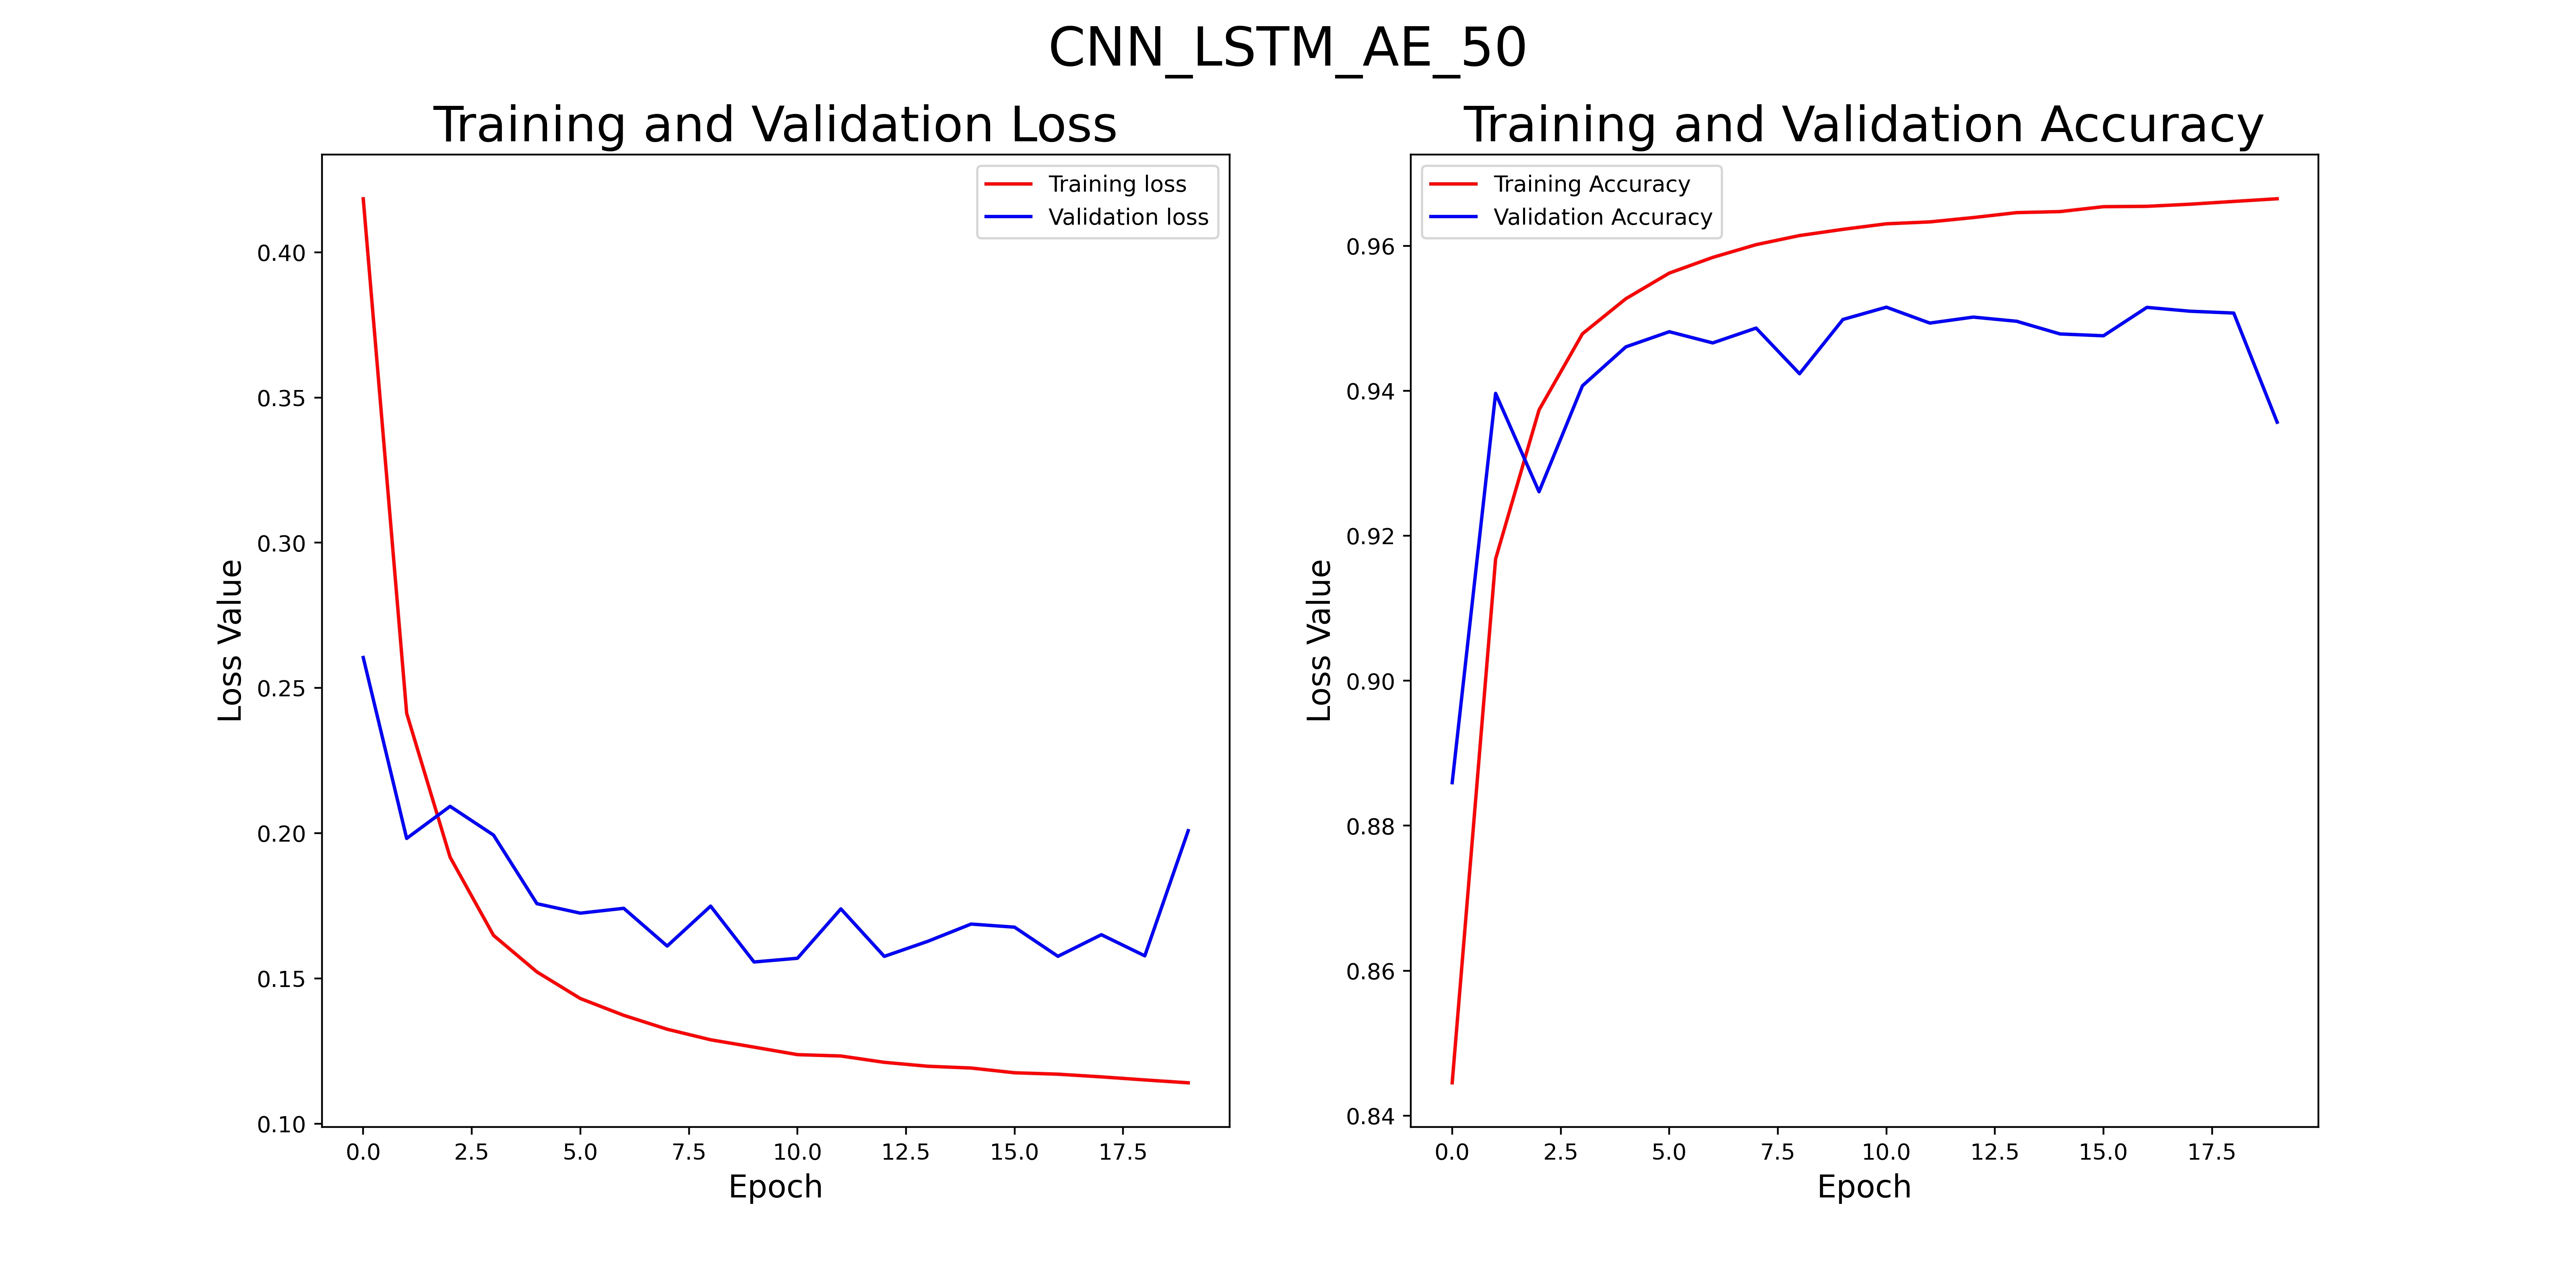 CNN_LSTM_AE_50
Training and Validation Loss
Training loss
Validation loss
0.40
0.35
0.30
0.25
0.20
0.15
0.10
Loss Value
0.0 2.5 5.0 7.5 10.0 12.5 15.0 17.5
Epoch
Training and Validation Accuracy
Training Accuracy
Validation Accuracy
0.96
0.94
0.92
0.90
0.88
0.86
0.84
Loss Value
0.0 2.5 5.0 7.5 10.0 12.5 15.0 17.5
Epoch